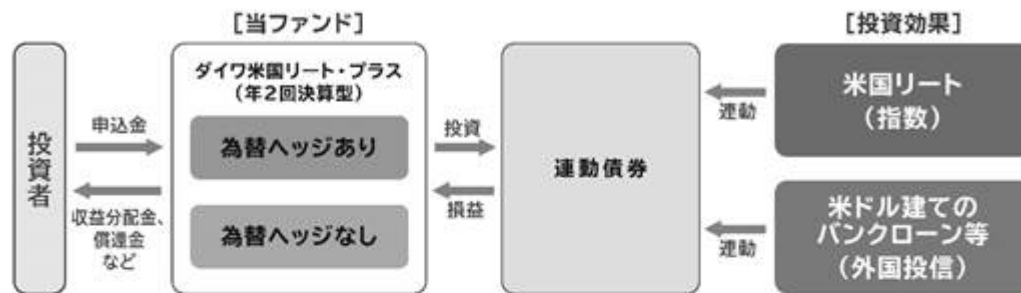 [当ファンド]
[投資効果]
投資者
申込金
収益分配金、
償還金
など
ダイワ米国リート・プラス
(年2回決算型)
為替ヘッジあり
為替ヘッジなし
投資
損益
連動債券
連動
連動
米国リート
(指数)
米ドル建ての
バンクローン等
(外国投信)